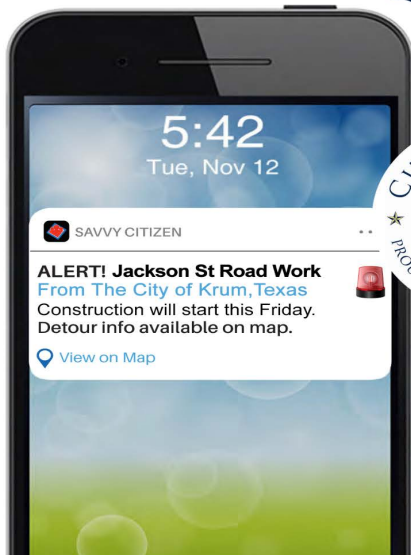 5:42
Tue, Nov 12
SAVVY CITIZEN
ALERT! Jackson St Road Work
From The City of Krum,Texas
Construction will start this Friday.
Detour info available on map.
View on Map